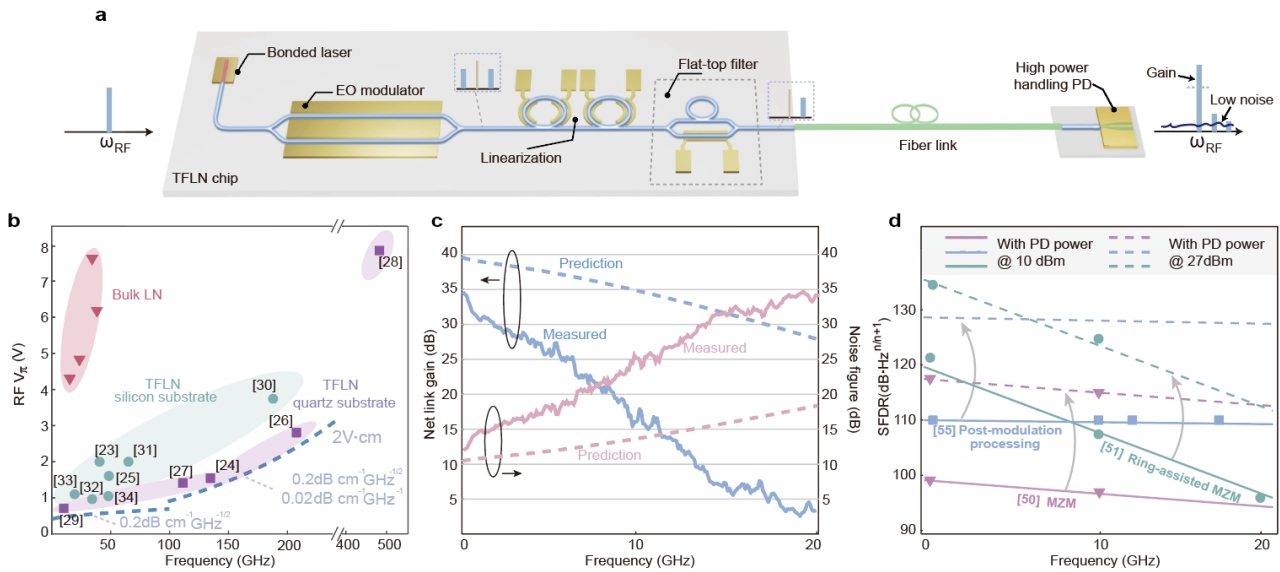 a
Bonded laser
EO modulator
Flat-top filter
High power
handling PD
Gain
Low noise
Linearization
Fiber link
ωRF
ωRF
TFLN chip
b
RF Vπ (V)
8
7
6
5
4
3
2
1
0
Bulk LN
[28]
TFLN
silicon substrate
[30]
TFLN
quartz substrate
[26]
2V·cm
[23]
[31]
[33]
[32]
[25]
[34]
[27]
[24]
[29]
0.2dB cm⁻¹GHz⁻¹/²
0.02dB cm⁻¹GHz⁻¹
0.2dB cm⁻¹GHz⁻¹/²
50
100
150
200
400
500
Frequency (GHz)
c
Net link gain (dB)
40
35
30
25
20
15
10
5
Prediction
Measured
Measured
Prediction
40
35
30
25
20
15
10
5
Noise figure (dB)
0
10
20
Frequency (GHz)
d
SFDR(dB·Hzⁿ/ⁿ⁺¹)
With PD power
@ 10 dBm
With PD power
@ 27dBm
130
120
110
100
90
[55] Post-modulation
processing
[51] Ring-assisted MZM
[50] MZM
0
10
20
Frequency (GHz)